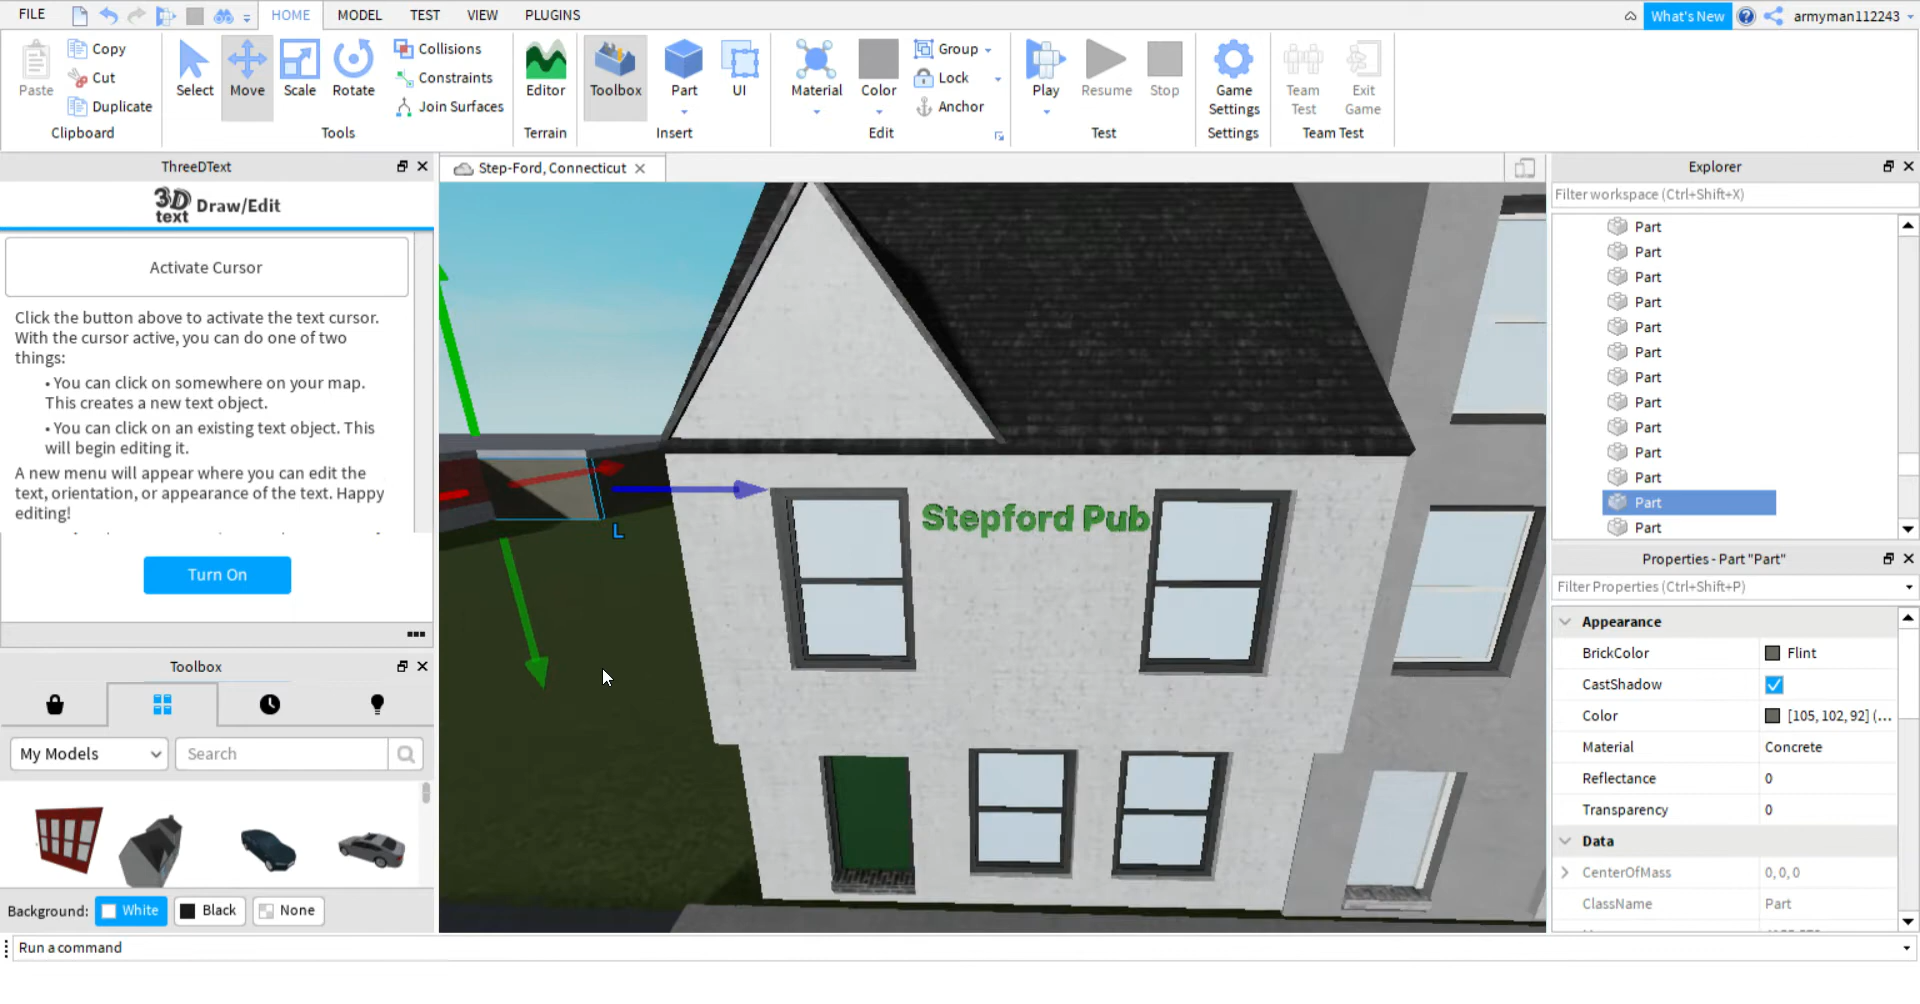 FILE
HOME
MODEL
TEST
VIEW
PLUGINS
What's New
armyman112243
Paste
Copy
Cut
Duplicate
Clipboard
Select
Move
Scale
Rotate
Collisions
Constraints
Join Surfaces
Tools
Editor
Terrain
Toolbox
Part
UI
Insert
Material
Color
Group
Lock
Anchor
Edit
Play
Resume
Stop
Test
Game
Settings
Settings
Team
Test
Exit
Game
Team Test
ThreeDText
3D
text
Draw/Edit
Activate Cursor
Click the button above to activate the text cursor.
With the cursor active, you can do one of two
things:
• You can click on somewhere on your map.
This creates a new text object.
• You can click on an existing text object. This
will begin editing it.
A new menu will appear where you can edit the
text, orientation, or appearance of the text. Happy
editing!
Turn On
Toolbox
My Models
Search
Background:
White
Black
None
Run a command
Step-Ford, Connecticut
L
Stepford Pub
Explorer
Filter workspace (Ctrl+Shift+X)
Part
Part
Part
Part
Part
Part
Part
Part
Part
Part
Part
Part
Part
Properties - Part "Part"
Filter Properties (Ctrl+Shift+P)
Appearance
BrickColor
Flint
CastShadow
Color
[105, 102, 92] (...
Material
Concrete
Reflectance
0
Transparency
0
Data
CenterOfMass
0, 0, 0
ClassName
Part